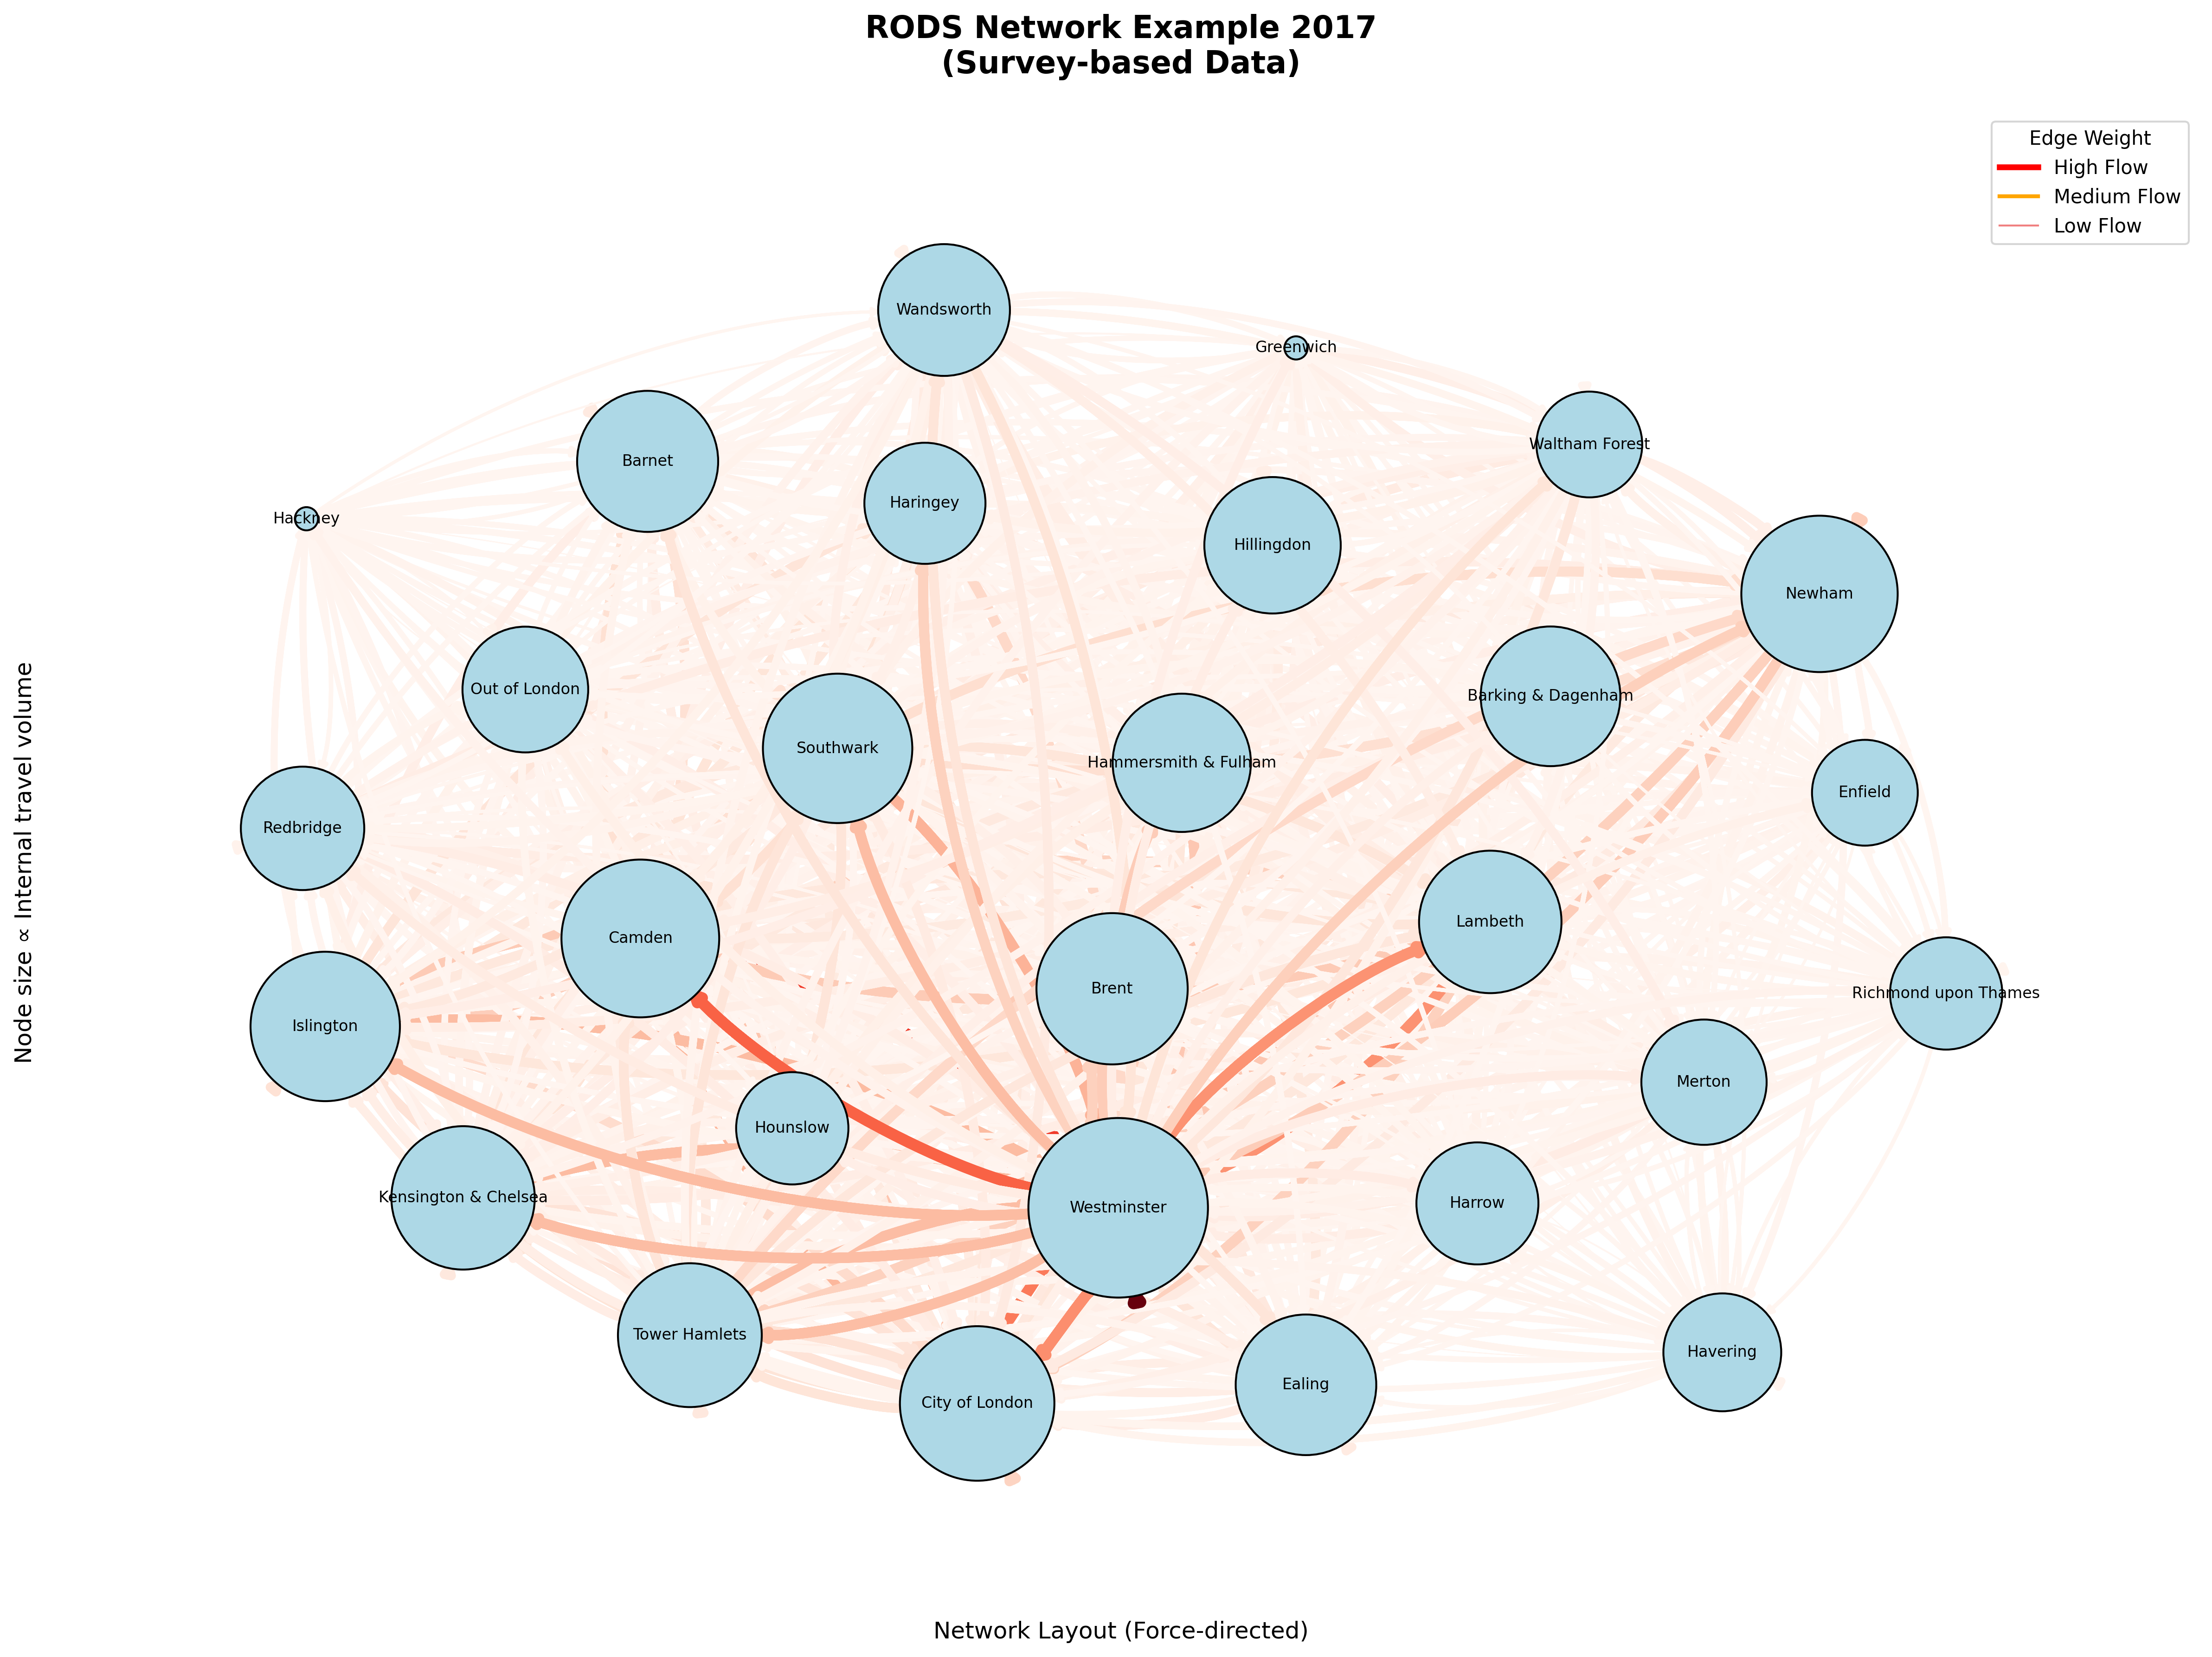 RODS Network Example 2017
(Survey-based Data)
Edge Weight
High Flow
Medium Flow
Low Flow
Wandsworth
Greenwich
Waltham Forest
Barnet
Haringey
Hackney
Hillingdon
Newham
Out of London
Barking & Dagenham
Southwark
Hammersmith & Fulham
Enfield
Redbridge
Lambeth
Camden
Brent
Richmond upon Thames
Islington
Merton
Hounslow
Kensington & Chelsea
Harrow
Westminster
Tower Hamlets
Havering
Ealing
City of London
Node size ∝ Internal travel volume
Network Layout (Force-directed)